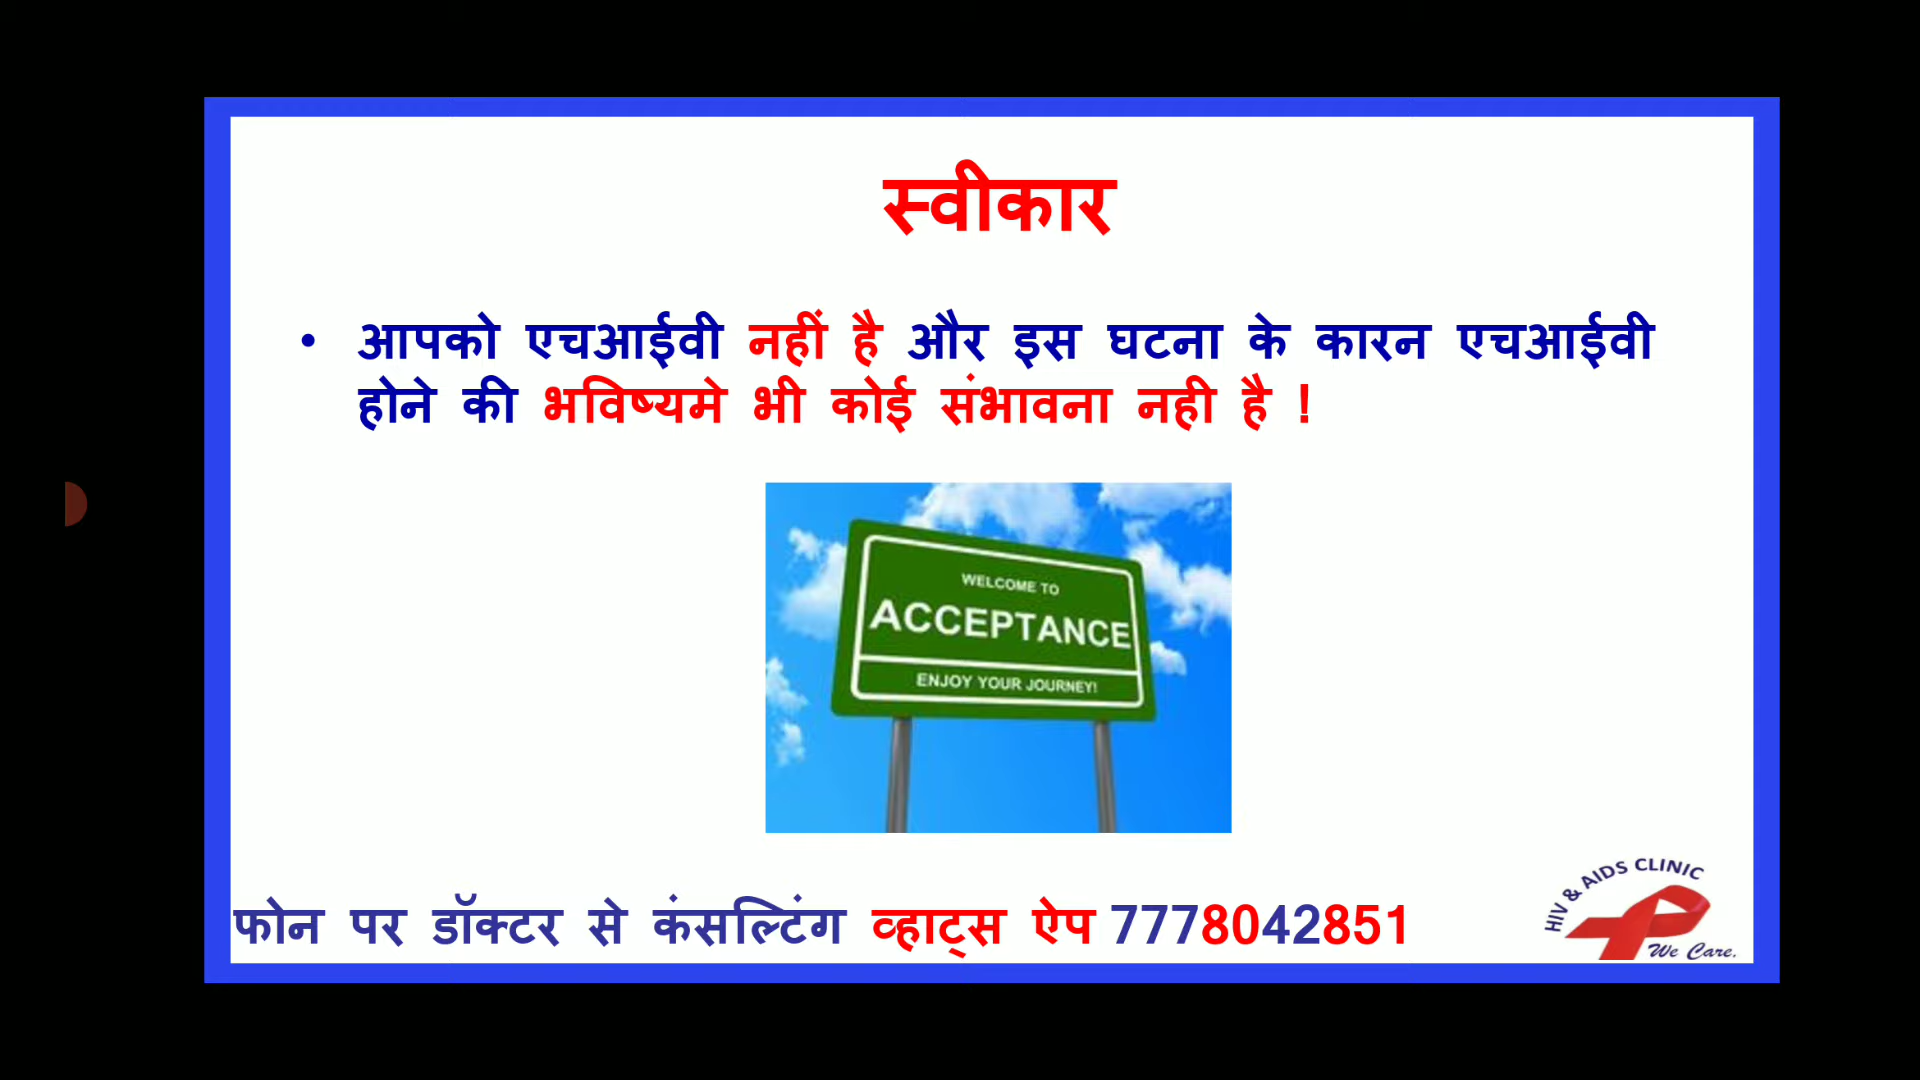 स्वीकार
• आपको एचआईवी नहीं है और इस घटना के कारन एचआईवी
होने की भविष्यमे भी कोई संभावना नही है !
WELCOME TO
ACCEPTANCE
ENJOY YOUR JOURNEY!
फोन पर डॉक्टर से कंसल्टिंग व्हाट्स ऐप 7778042851
HIV & AIDS CLINIC
We Care.